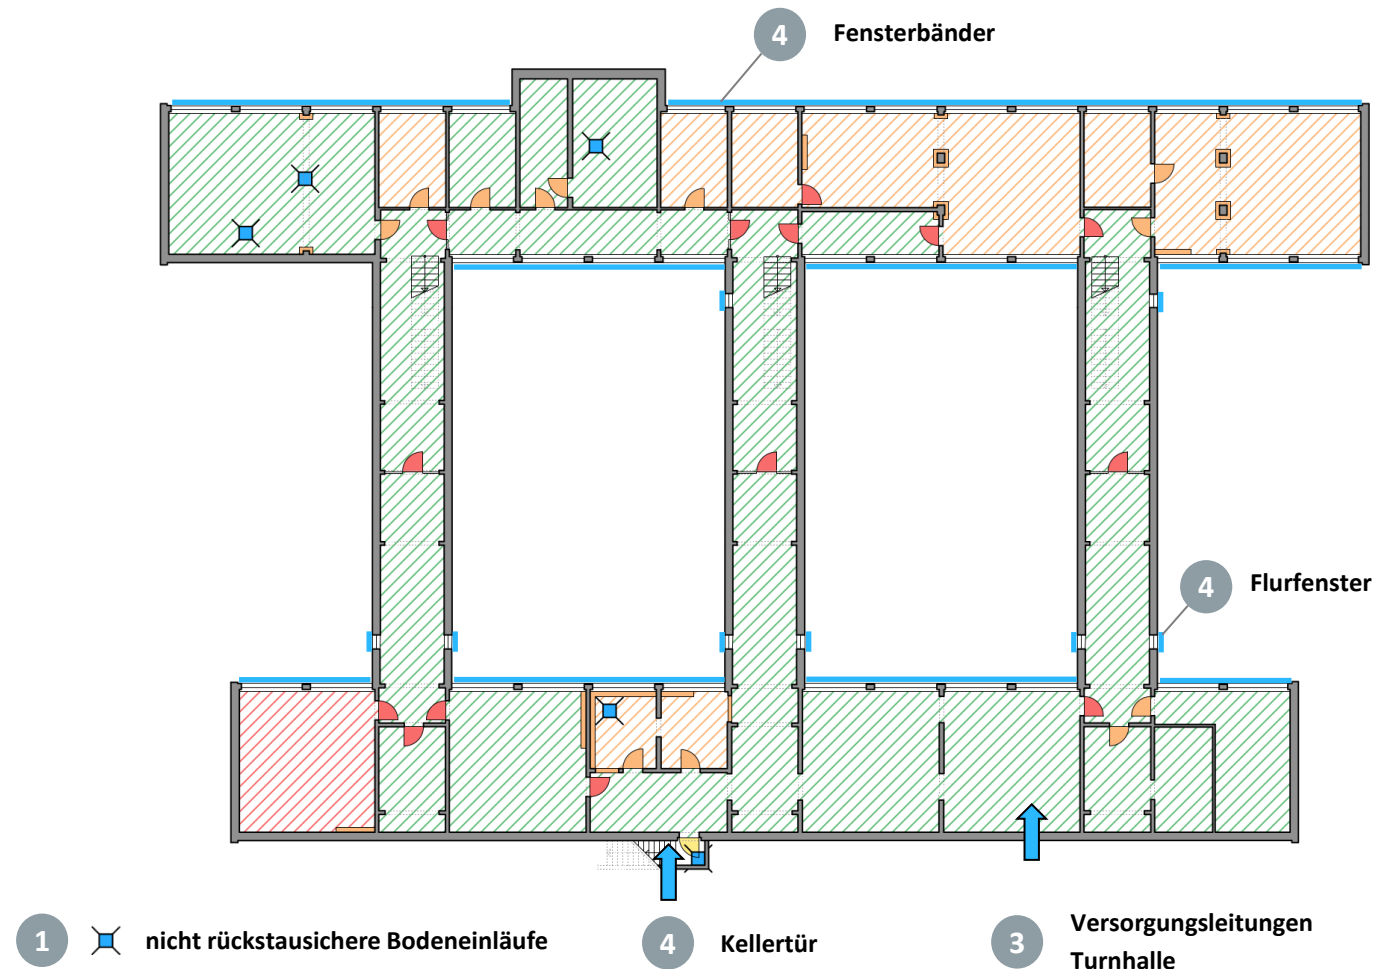 4 Fensterbänder
4 Flurfenster
1 nicht rückstausichere Bodeneinläufe
4 Kellertür
3 Versorgungsleitungen
Turnhalle